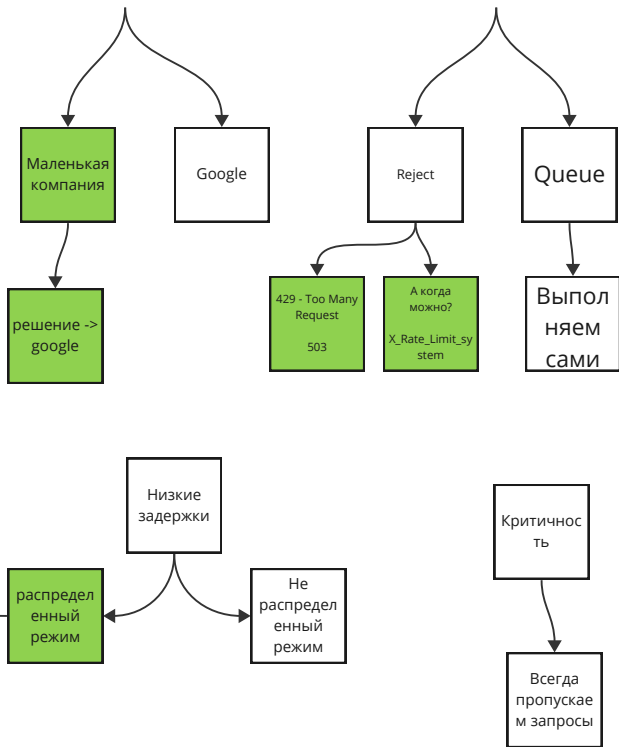 Маленькая
компания
Google
Reject
Queue
решение ->
google
429 - Too Many
Request
503
А когда
можно?
X_Rate_Limit_sy
stem
Выпол
няем
сами
Низкие
задержки
Критичнос
ть
распредел
енный
режим
Не
распредел
енный
режим
Всегда
пропускае
м запросы